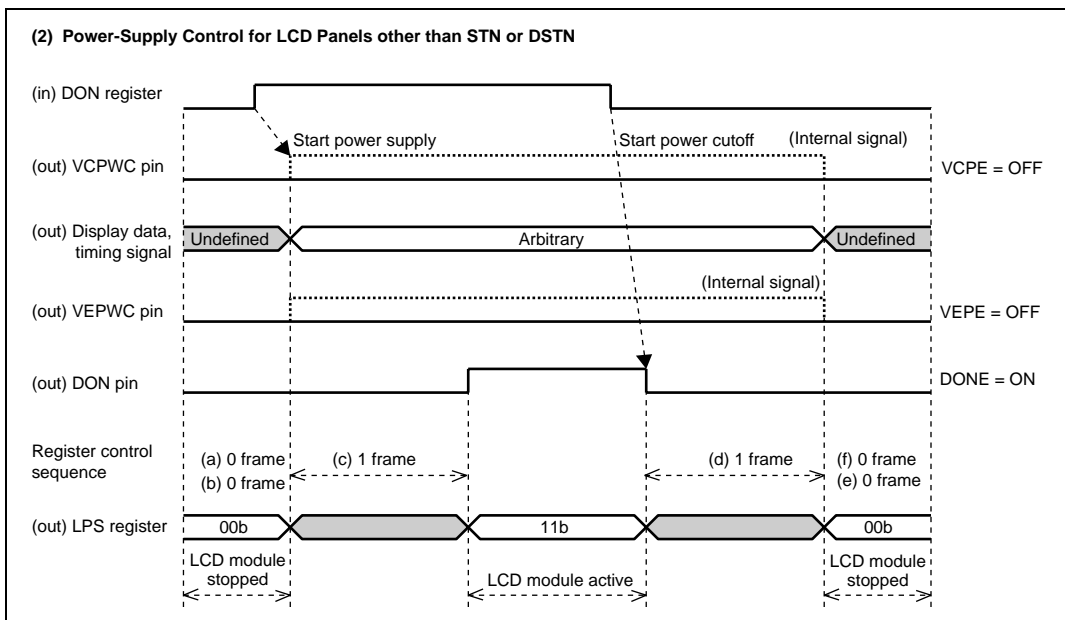 (2) Power-Supply Control for LCD Panels other than STN or DSTN
(in) DON register
Start power supply
Start power cutoff
(Internal signal)
(out) VCPWC pin
VCPE = OFF
(out) Display data,
timing signal
Undefined
Arbitrary
Undefined
(Internal signal)
(out) VEPWC pin
VEPE = OFF
(out) DON pin
DONE = ON
Register control
sequence
(a) 0 frame
(b) 0 frame
(c) 1 frame
(d) 1 frame
(f) 0 frame
(e) 0 frame
(out) LPS register
00b
11b
00b
LCD module
stopped
LCD module active
LCD module
stopped